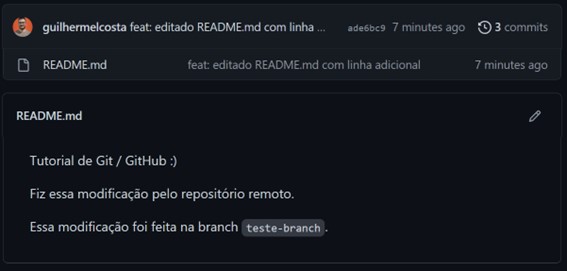 guilhermelcosta feat: editado README.md com linha ... ade6bc9 7 minutes ago 3 commits
README.md feat: editado README.md com linha adicional 7 minutes ago
README.md
Tutorial de Git / GitHub :)
Fiz essa modificação pelo repositório remoto.
Essa modificação foi feita na branch teste-branch.